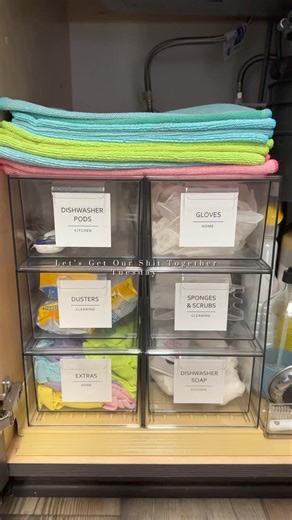 DISHWASHER
PODS
KITCHEN
GLOVES
HOME
Let's Get Our Shit Together
Tuesday
DUSTERS
CLEANING
SPONGES
& SCRUBS
CLEANING
EXTRAS
HOME
DISHWASHER
SOAP
KITCHEN